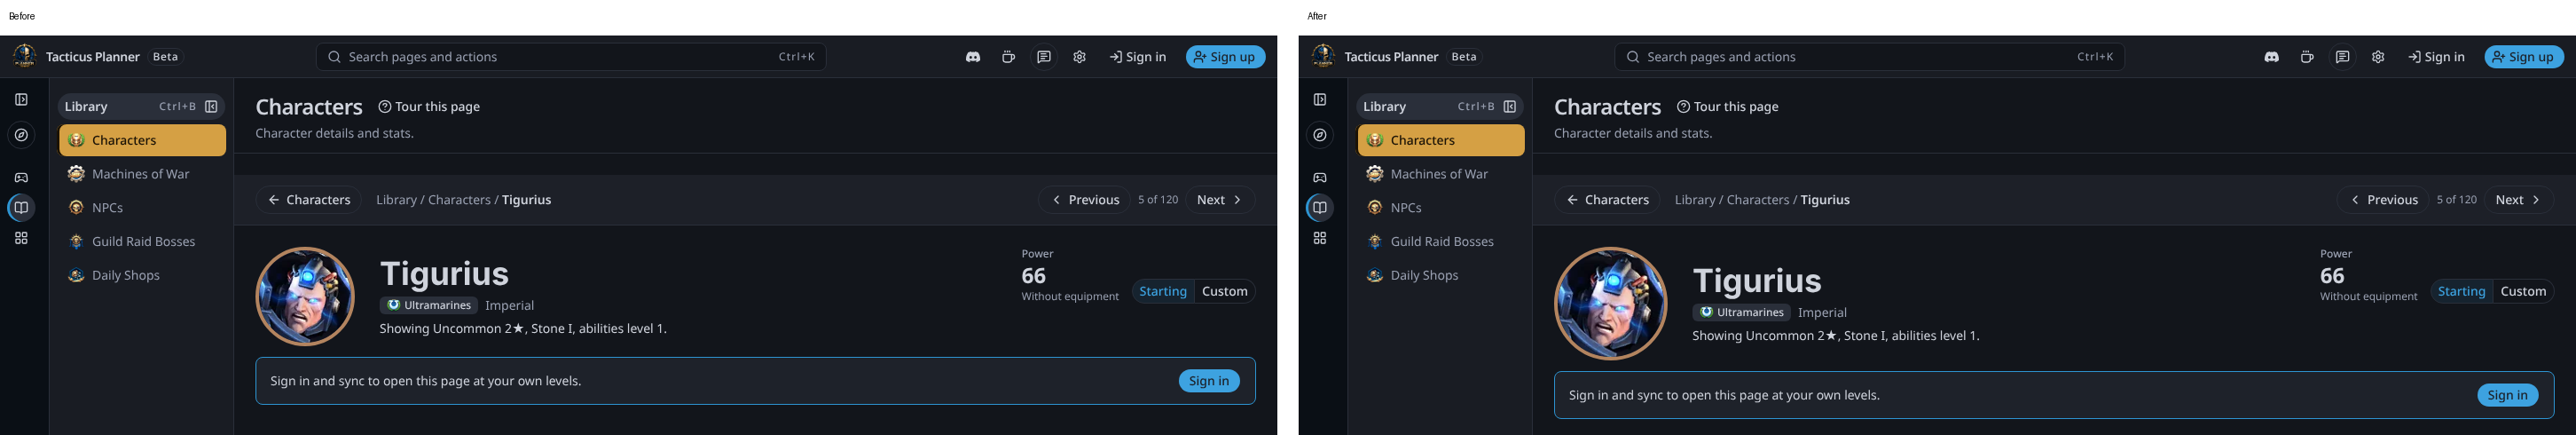 Before
Tacticus Planner Beta
Search pages and actions Ctrl+K
Sign in
Sign up
Library Ctrl+B
Characters
Machines of War
NPCs
Guild Raid Bosses
Daily Shops
Characters
Tour this page
Character details and stats.
Characters
Library / Characters / Tigurius
Previous 5 of 120 Next
Tigurius
Ultramarines Imperial
Showing Uncommon 2★, Stone I, abilities level 1.
Power
66
Without equipment
Starting Custom
Sign in and sync to open this page at your own levels.
Sign in
After
Tacticus Planner Beta
Search pages and actions Ctrl+K
Sign in
Sign up
Library Ctrl+B
Characters
Machines of War
NPCs
Guild Raid Bosses
Daily Shops
Characters
Tour this page
Character details and stats.
Characters
Library / Characters / Tigurius
Previous 5 of 120 Next
Tigurius
Ultramarines Imperial
Showing Uncommon 2★, Stone I, abilities level 1.
Power
66
Without equipment
Starting Custom
Sign in and sync to open this page at your own levels.
Sign in